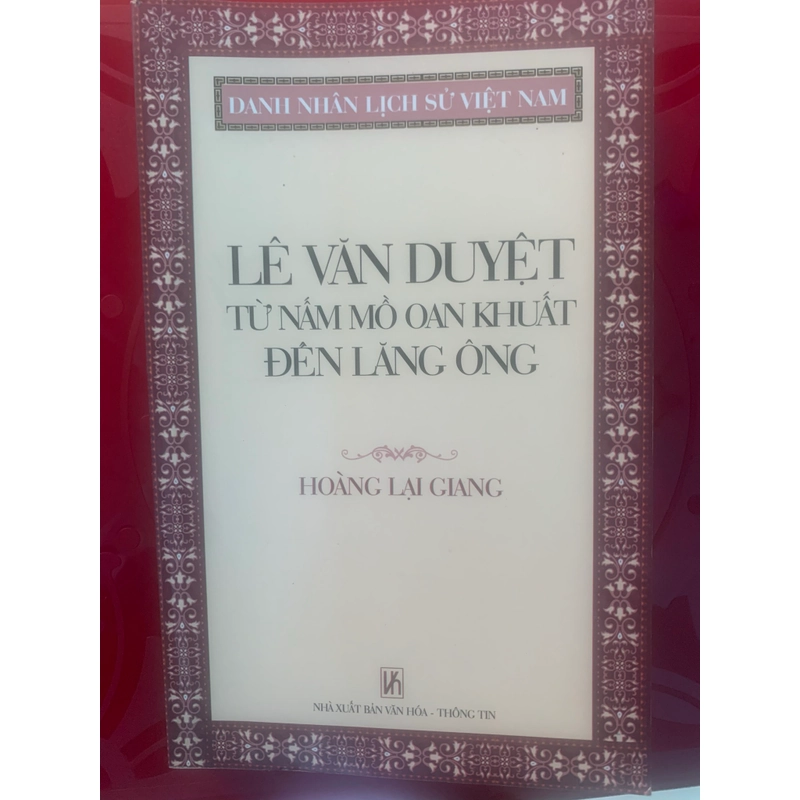 DANH NHÂN LỊCH SỬ VIỆT NAM
LÊ VĂN DUYỆT
TỪ NẤM MỒ OAN KHUẤT
ĐẾN LĂNG ÔNG
HOÀNG LẠI GIANG
NHÀ XUẤT BẢN VĂN HÓA - THÔNG TIN